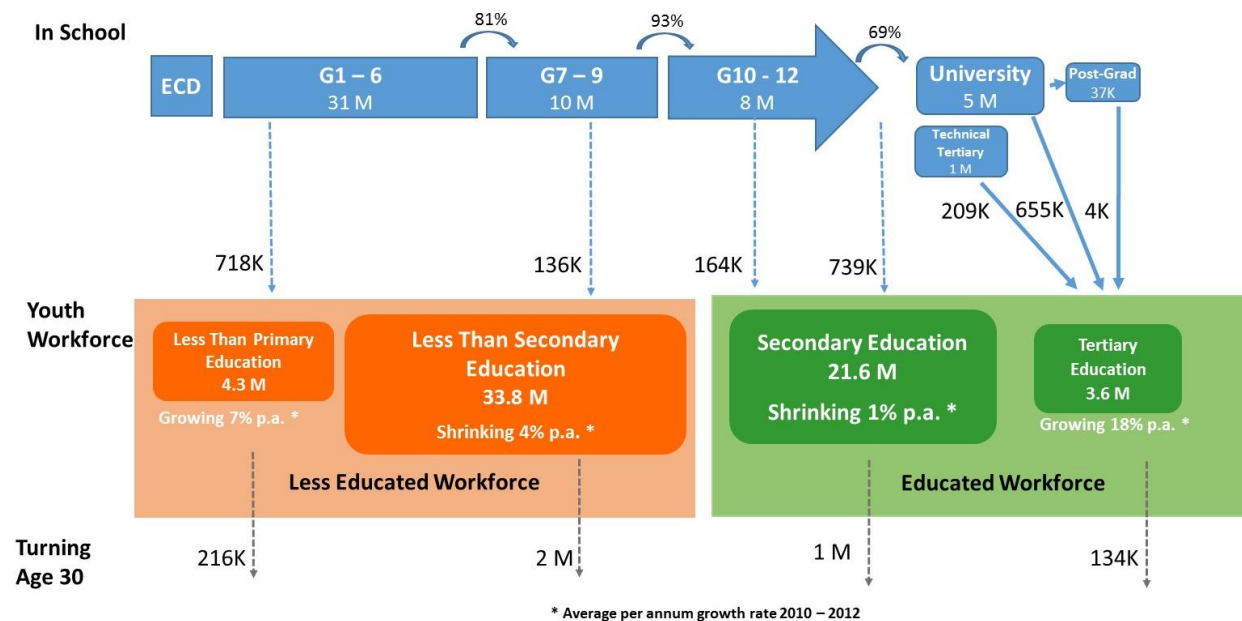 In School
81%
93%
69%
ECD
G1 – 6
31 M
G7 – 9
10 M
G10 - 12
8 M
University
5 M
Post-Grad
37K
Technical
Tertiary
1 M
209K
655K
4K
718K
136K
164K
739K
Youth
Workforce
Less Than Primary
Education
4.3 M
Growing 7% p.a. *
Less Than Secondary
Education
33.8 M
Shrinking 4% p.a. *
Less Educated Workforce
Secondary Education
21.6 M
Shrinking 1% p.a. *
Tertiary
Education
3.6 M
Growing 18% p.a. *
Educated Workforce
Turning
Age 30
216K
2 M
1 M
134K
* Average per annum growth rate 2010 – 2012